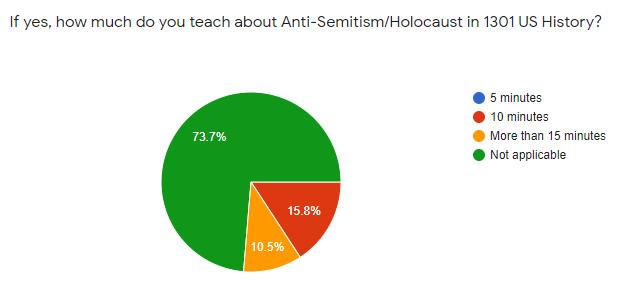 If yes, how much do you teach about Anti-Semitism/Holocaust in 1301 US History?
5 minutes
10 minutes
More than 15 minutes
Not applicable
73.7%
15.8%
10.5%